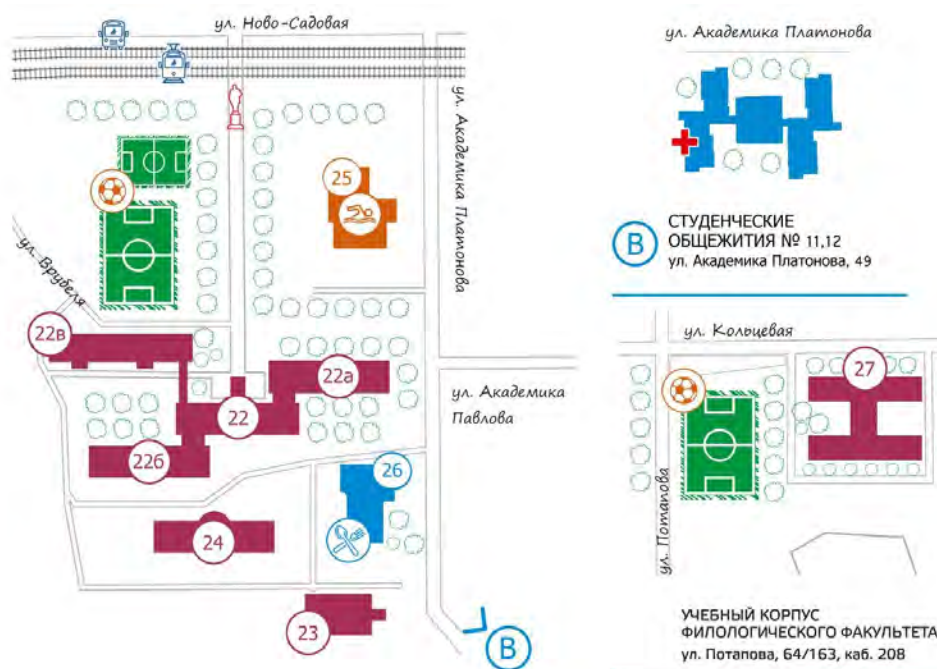 ул. Ново-Садовая
ул. Академика Платонова
25
ул. Врубеля
22в
22а
22
22б
ул. Академика
Павлова
26
24
23
В
ул. Академика Платонова
В
СТУДЕНЧЕСКИЕ
ОБЩЕЖИТИЯ № 11,12
ул. Академика Платонова, 49
ул. Кольцевая
27
ул. Потапова
УЧЕБНЫЙ КОРПУС
ФИЛОЛОГИЧЕСКОГО ФАКУЛЬТЕТА
ул. Потапова, 64/163, каб. 208